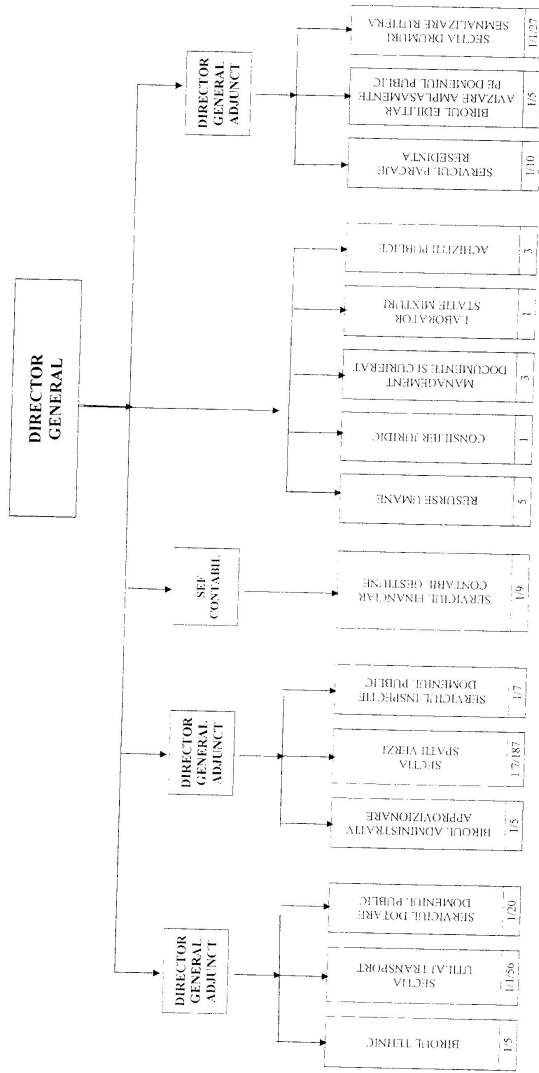 DIRECTOR
GENERAL
DIRECTOR
GENERAL
ADJUNCT
DIRECTOR
GENERAL
ADJUNCT
SEF
CONTABIL
DIRECTOR
GENERAL
ADJUNCT
BIROUL TEHNIC
1/5
SECTIA
UTILAJ TRANSPORT
1/1/56
SERVICIUL DOTARE
DOMENIUL PUBLIC
1/20
BIROUL ADMINISTRATIV
APPROVIZIONARE
1/5
SECTIA
SPATII VERZI
1/7/187
SERVICIUL INSPECTIE
DOMENIUL PUBLIC
1/7
SERVICIUL FINANCIAR
CONTABIL GESTIUNE
1/9
RESURSE UMANE
5
CONSILIER JURIDIC
1
MANAGEMENT
DOCUMENTE SI CURIERAT
3
LABORATOR
STATIE MIXTURI
1
ACHIZITII PUBLICE
3
SERVICIUL PARCAJE
RESEDINTA
1/10
BIROUL EDILITAR
AVIZARE AMPLASAMENTE
PE DOMENIUL PUBLIC
1/5
SECTIA DRUMURI
SEMNALIZARE RUTIERA
1/1/27